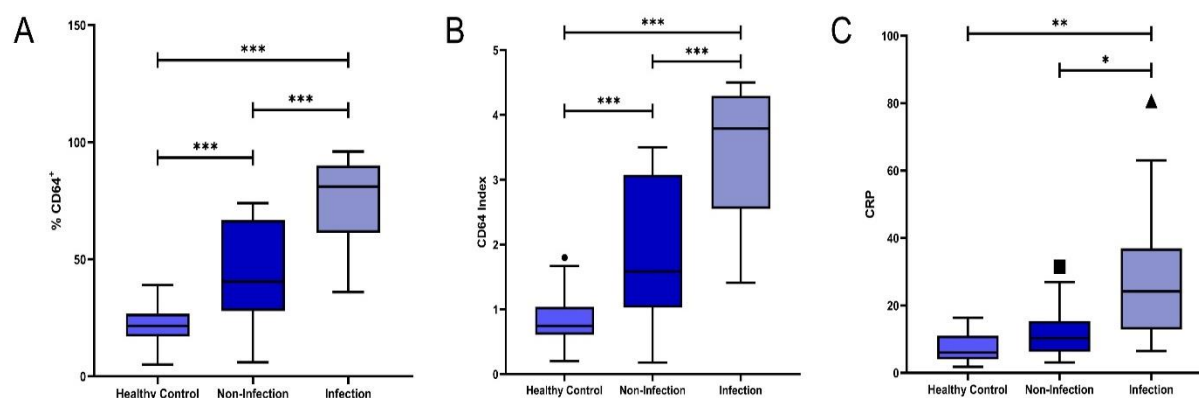 A
% CD64+
150
100
50
0
***
***
***
Healthy Control
Non-Infection
Infection
B
CD64 Index
5
4
3
2
1
0
***
***
***
Healthy Control
Non-Infection
Infection
C
CRP
100
80
60
40
20
0
**
*
Healthy Control
Non-Infection
Infection